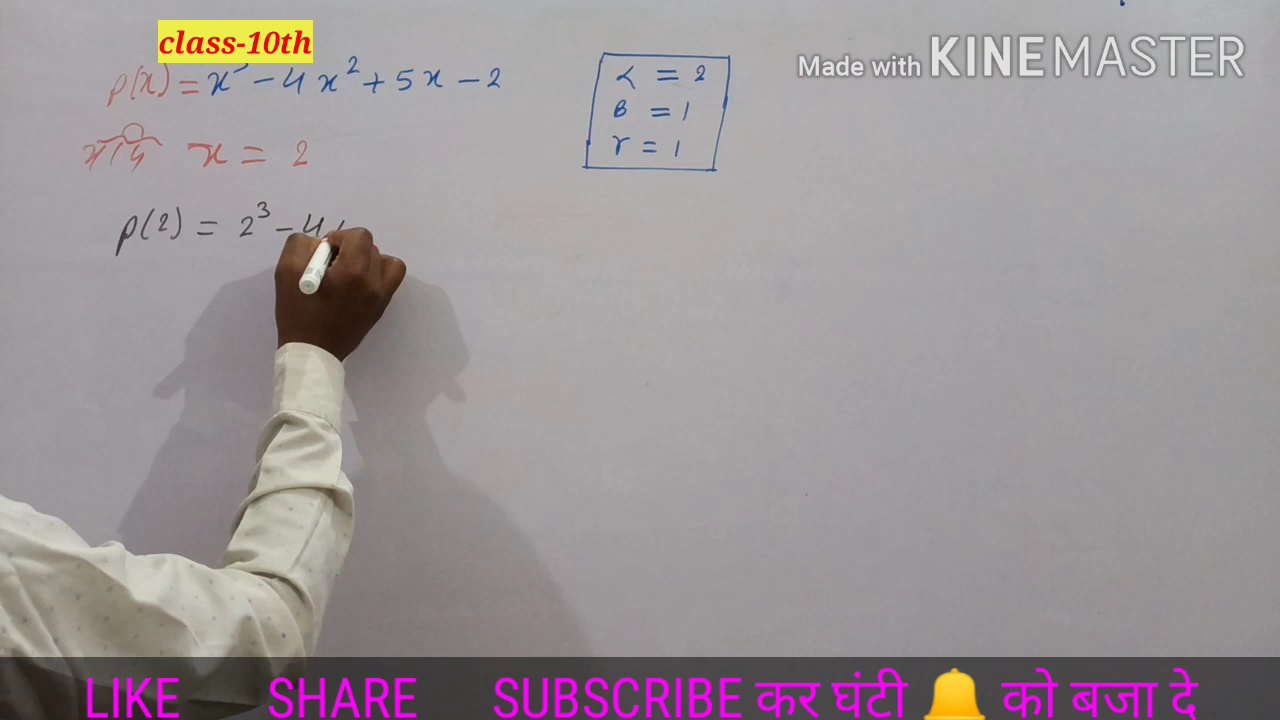 class-10th
Made with KINEMASTER
p(x) = x³ - 4x² + 5x - 2
α = 2
β = 1
γ = 1
x = 2
p(2) = 2³ - 4
LIKE SHARE SUBSCRIBE कर घंटी 🔔 को बजा दे